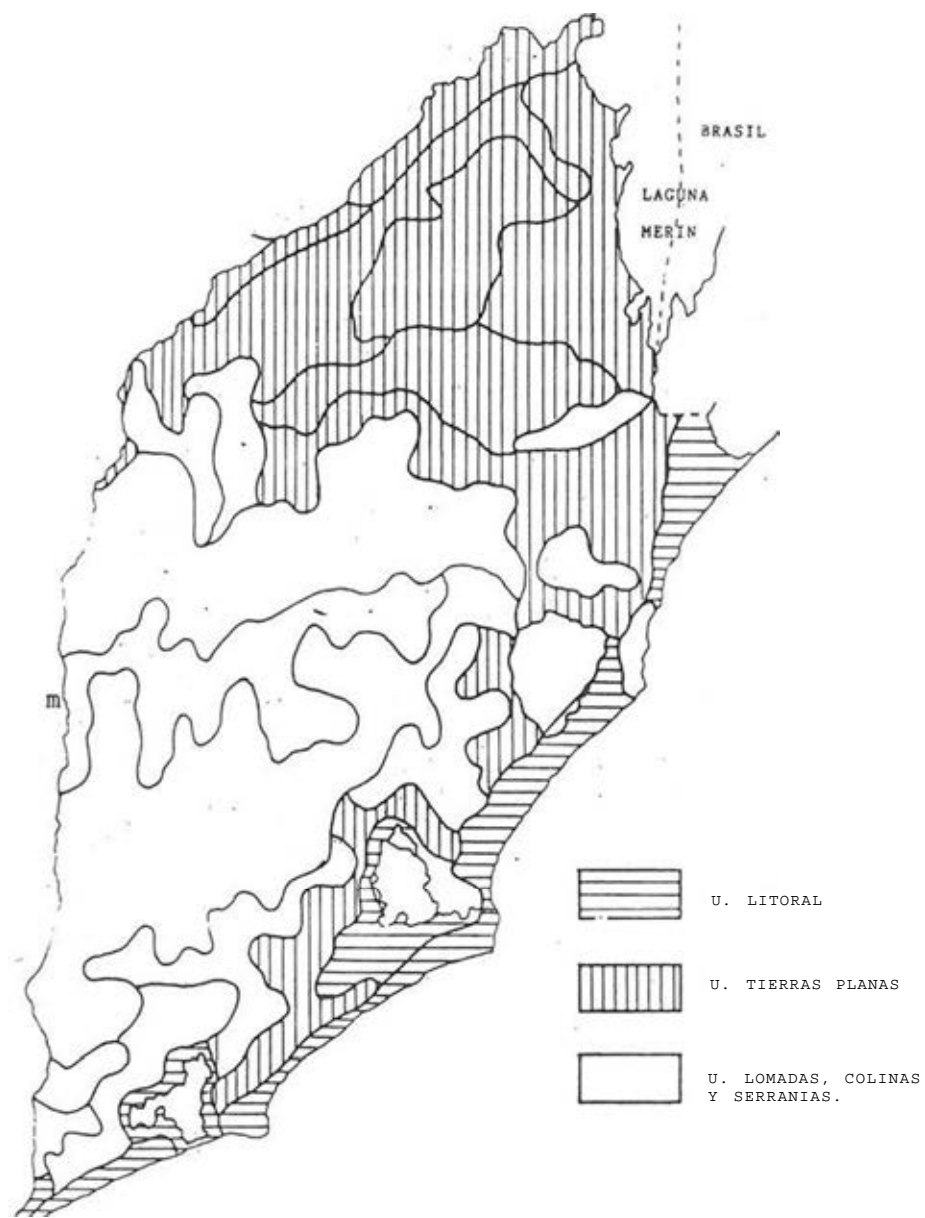 BRASIL
LAGUNA
MERIN
m
U. LITORAL
U. TIERRAS PLANAS
U. LOMADAS, COLINAS
Y SERRANIAS.